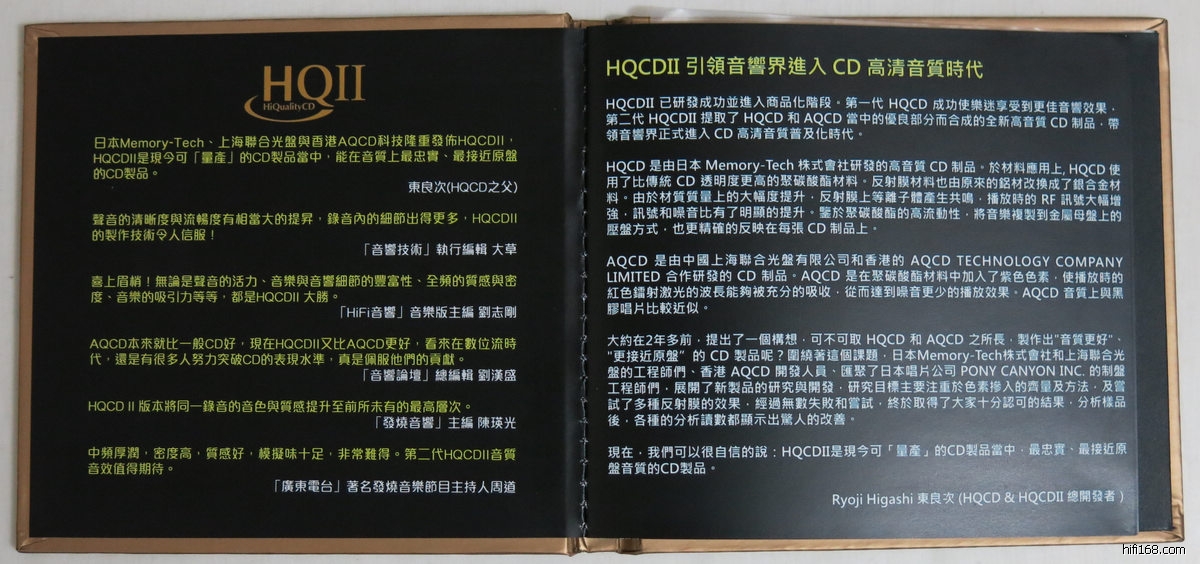 HQII
HiQualityCD
日本Memory-Tech、上海聯合光盤與香港AQCD科技隆重發佈HQCDII，
HQCDII是現今可「量產」的CD製品當中，能在音質上最忠實、最接近原盤
的CD製品。
東良次(HQCD之父)
聲音的清晰度與流暢度有相當大的提昇，錄音內的細節出得更多，HQCDII
的製作技術令人信服！
「音響技術」執行編輯 大草
喜上眉梢！無論是聲音的活力、音樂與音響細節的豐富性、全頻的質感與密
度、音樂的吸引力等等，都是HQCDII 大勝。
「HiFi音響」音樂版主編 劉志剛
AQCD本來就比一般CD好，現在HQCDII又比AQCD更好，看來在數位流時
代，還是有很多人努力突破CD的表現水準，真是佩服他們的貢獻。
「音響論壇」總編輯 劉漢盛
HQCD II 版本將同一錄音的音色與質感提升至前所未有的最高層次。
「發燒音響」主編 陳瑛光
中頻厚潤，密度高，質感好，模擬味十足，非常難得。第二代HQCDII音質
音效值得期待。
「廣東電台」著名發燒音樂節目主持人周道
HQCDII 引領音響界進入 CD 高清音質時代
HQCDII 已研發成功並進入商品化階段。第一代 HQCD 成功使樂迷享受到更佳音響效果，
第二代 HQCDII 提取了 HQCD 和 AQCD 當中的優良部分而合成的全新高音質 CD 制品，帶
領音響界正式進入 CD 高清音質普及化時代。
HQCD 是由日本 Memory-Tech 株式會社研發的高音質 CD 制品。於材料應用上, HQCD 使
用了比傳統 CD 透明度更高的聚碳酸酯材料。反射膜材料也由原來的鋁材改換成了銀合金材
料。由於材質質量上的大幅度提升，反射膜上等離子體產生共鳴，播放時的 RF 訊號大幅增
強，訊號和噪音比有了明顯的提升。鑒於聚碳酸酯的高流動性，將音樂複製到金屬母盤上的
壓盤方式，也更精確的反映在每張 CD 制品上。
AQCD 是由中國上海聯合光盤有限公司和香港的 AQCD TECHNOLOGY COMPANY
LIMITED 合作研發的 CD 制品。AQCD 是在聚碳酸酯材料中加入了紫色色素，使播放時的
紅色鐳射激光的波長能夠被充分的吸收，從而達到噪音更少的播放效果。AQCD 音質上與黑
膠唱片比較近似。
大約在2年多前，提出了一個構想，可不可取 HQCD 和 AQCD 之所長，製作出"音質更好"、
"更接近原盤" 的 CD 製品呢？圍繞著這個課題，日本Memory-Tech株式會社和上海聯合光
盤的工程師們、香港 AQCD 開發人員、匯聚了日本唱片公司 PONY CANYON INC. 的制盤
工程師們，展開了新製品的研究與開發，研究目標主要注重於色素摻入的齊量及方法，及嘗
試了多種反射膜的效果，經過無數失敗和嘗試，終於取得了大家十分認可的結果，分析樣品
後，各種的分析讀數都顯示出驚人的改善。
現在，我們可以很自信的說：HQCDII是現今可「量產」的CD製品當中，最忠實、最接近原
盤音質的CD製品。
Ryoji Higashi 東良次 (HQCD & HQCDII 總開發者 )
hifi168.com